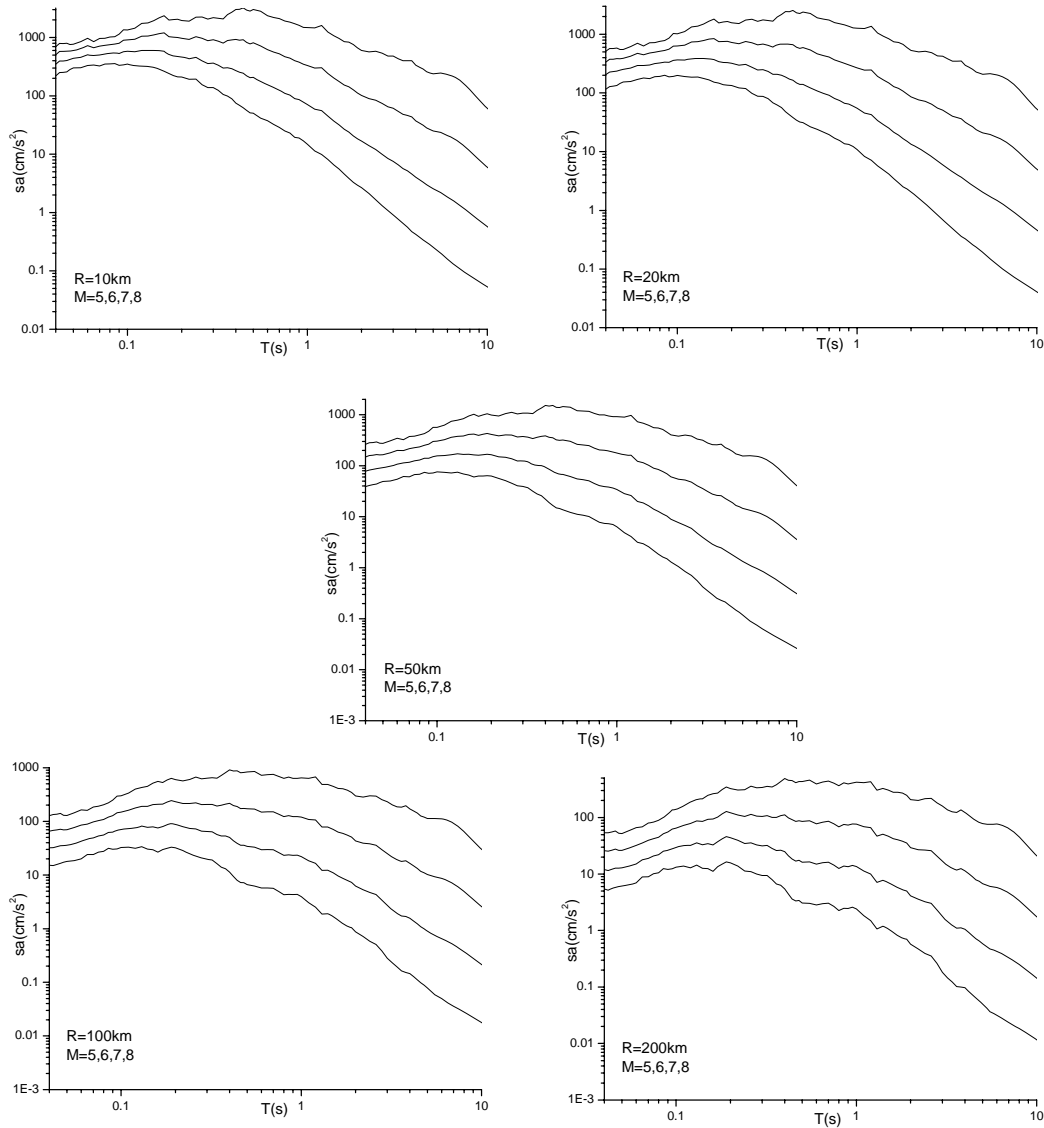 1000
100
10
1
0.1
0.01
sa(cm/s²)
R=10km
M=5,6,7,8
0.1
1
10
T(s)
1000
100
10
1
0.1
0.01
sa(cm/s²)
R=20km
M=5,6,7,8
0.1
T(s)
1
10
1000
100
10
1
0.1
0.01
1E-3
sa(cm/s²)
R=50km
M=5,6,7,8
0.1
T(s)
1
10
1000
100
10
1
0.1
0.01
1E-3
sa(cm/s²)
R=100km
M=5,6,7,8
0.1
T(s)
1
10
100
10
1
0.1
0.01
1E-3
sa(cm/s²)
R=200km
M=5,6,7,8
0.1
T(s)
1
10